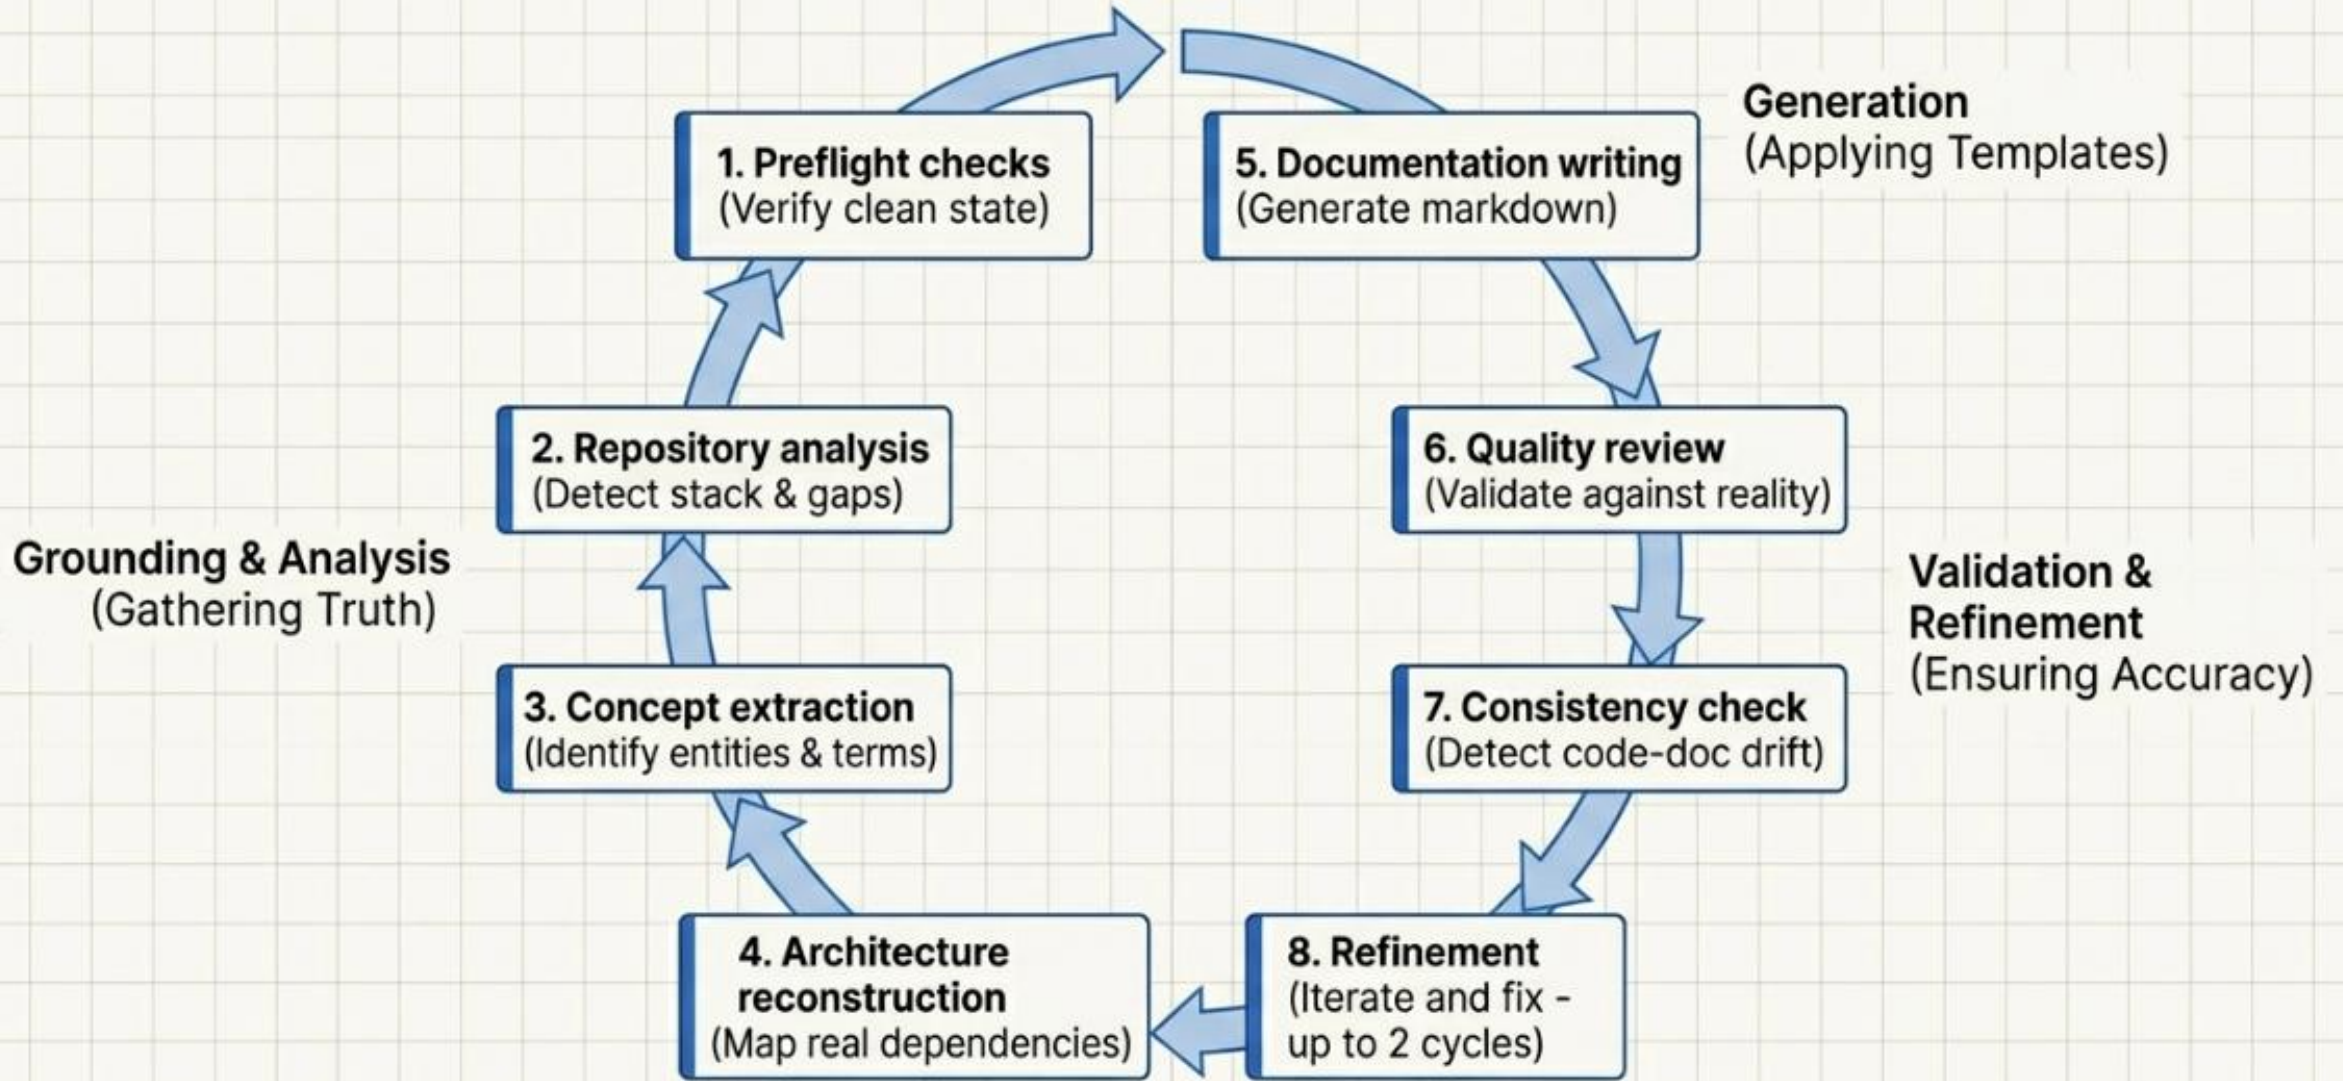 1. Preflight checks
(Verify clean state)
2. Repository analysis
(Detect stack & gaps)
Grounding & Analysis
(Gathering Truth)
3. Concept extraction
(Identify entities & terms)
4. Architecture
reconstruction
(Map real dependencies)
5. Documentation writing
(Generate markdown)
Generation
(Applying Templates)
6. Quality review
(Validate against reality)
Validation &
Refinement
(Ensuring Accuracy)
7. Consistency check
(Detect code-doc drift)
8. Refinement
(Iterate and fix -
up to 2 cycles)